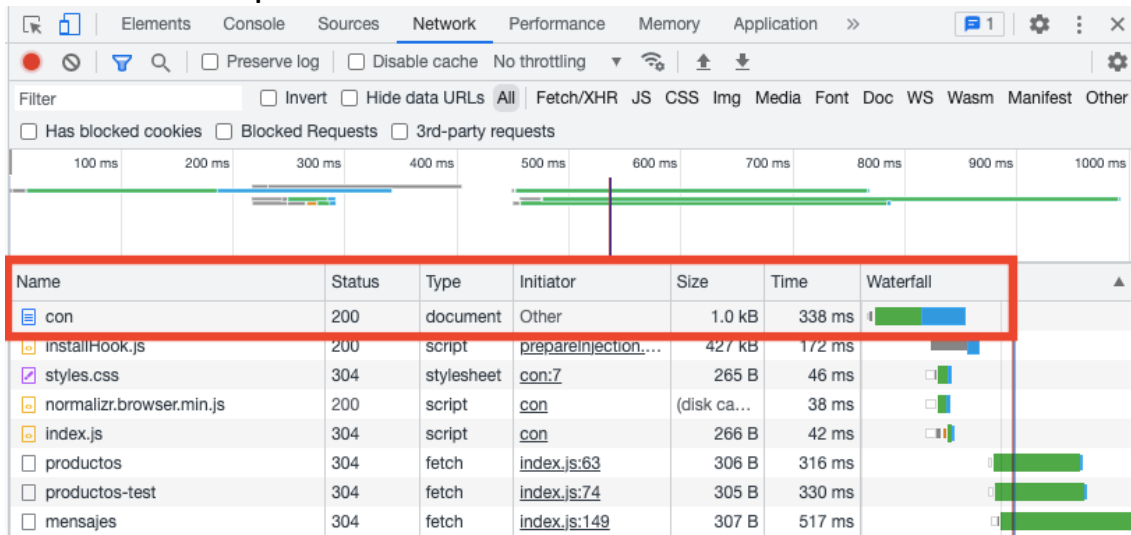 Elements Console Sources Network Performance Memory Application » 1
Preserve log Disable cache No throttling
Filter Invert Hide data URLs All Fetch/XHR JS CSS Img Media Font Doc WS Wasm Manifest Other
Has blocked cookies Blocked Requests 3rd-party requests
100 ms 200 ms 300 ms 400 ms 500 ms 600 ms 700 ms 800 ms 900 ms 1000 ms
Name Status Type Initiator Size Time Waterfall
con 200 document Other 1.0 kB 338 ms
installHook.js 200 script prepareInjection.... 427 kB 172 ms
styles.css 304 stylesheet con:7 265 B 46 ms
normalizr.browser.min.js 200 script con (disk ca... 38 ms
index.js 304 script con 266 B 42 ms
productos 304 fetch index.js:63 306 B 316 ms
productos-test 304 fetch index.js:74 305 B 330 ms
mensajes 304 fetch index.js:149 307 B 517 ms